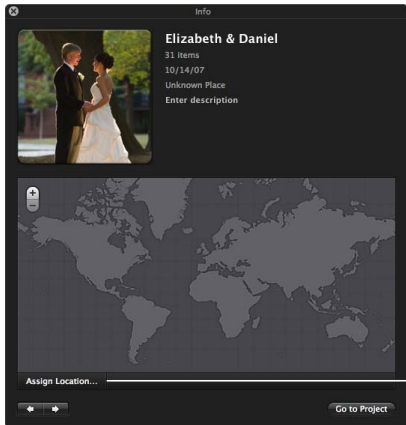 Info
Elizabeth & Daniel
31 items
10/14/07
Unknown Place
Enter description
+
−
Assign Location...
Go to Project